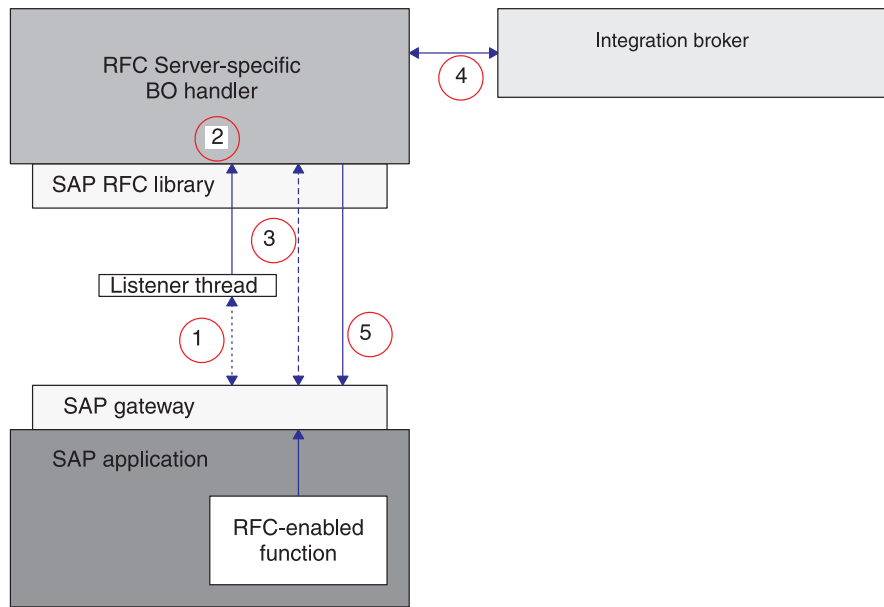 RFC Server-specific
BO handler
Integration broker
4
2
SAP RFC library
3
Listener thread
1
5
SAP gateway
SAP application
RFC-enabled
function